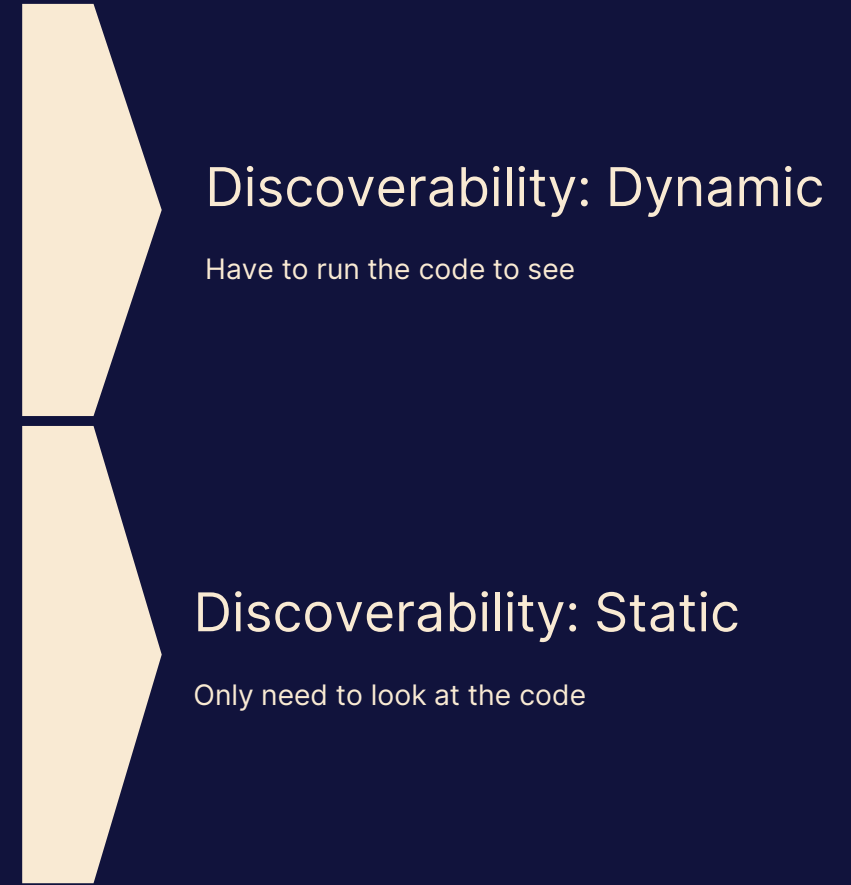 Discoverability: Dynamic
Have to run the code to see
Discoverability: Static
Only need to look at the code